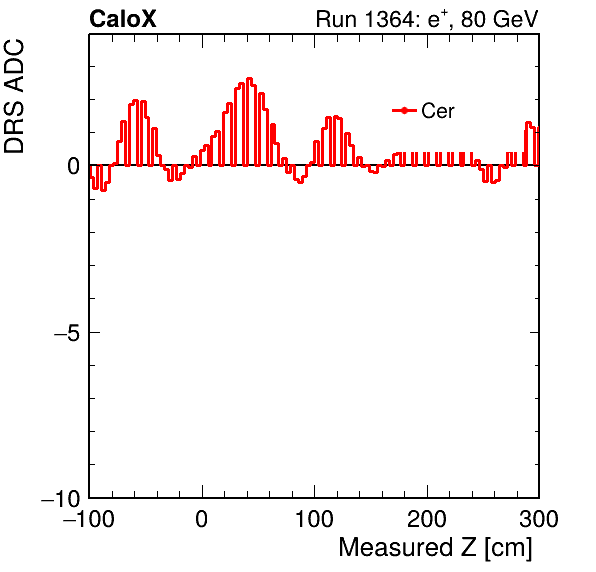 CaloX Run 1364: e⁺, 80 GeV
DRS ADC
Cer
0
−5
−10
−100 0 100 200 300
Measured Z [cm]